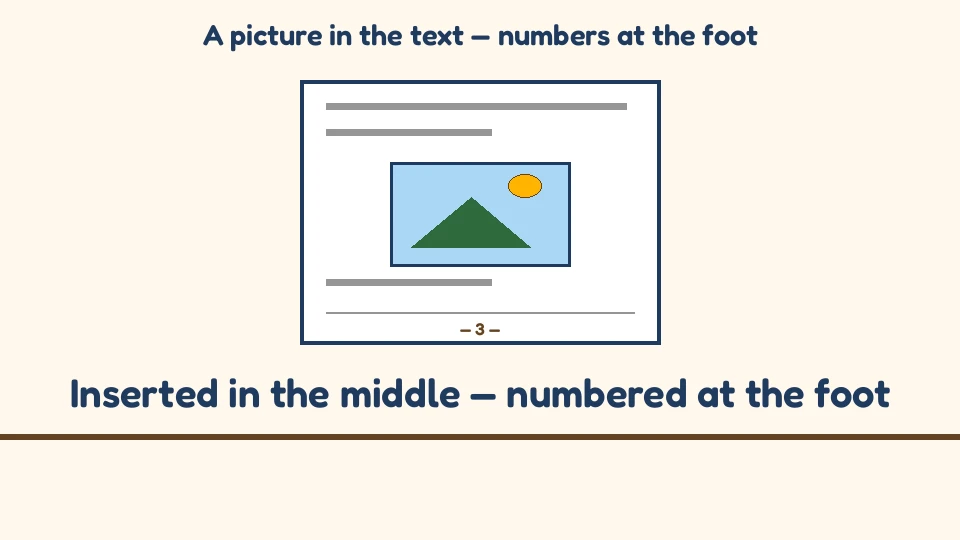 A picture in the text — numbers at the foot
– 3 –
Inserted in the middle — numbered at the foot